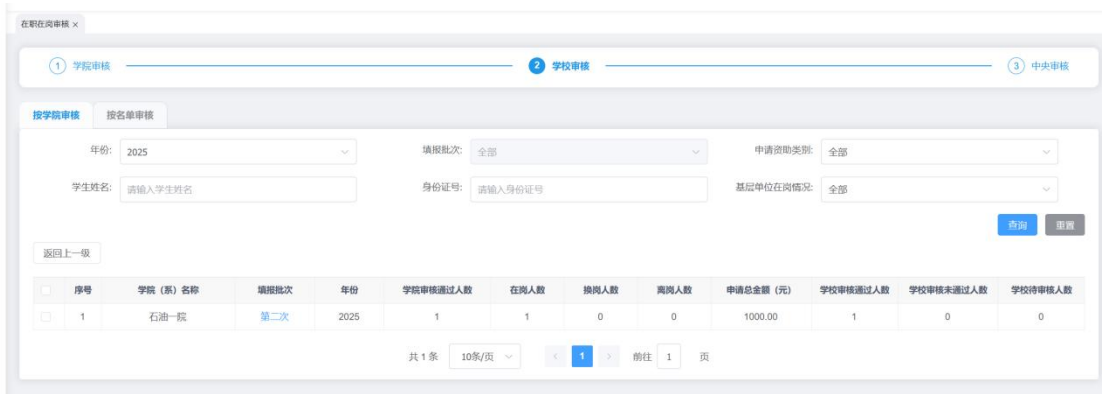 在职在岗审核 ×
1 学院审核 2 学校审核 3 中央审核
按学院审核 按名单审核
年份: 2025 填报批次: 全部 申请资助类别: 全部
学生姓名: 请输入学生姓名 身份证号: 请输入身份证号 基层单位在岗情况: 全部
查询 重置
返回上一级
序号 学院（系）名称 填报批次 年份 学院审核通过人数 在岗人数 换岗人数 离岗人数 申请总金额（元） 学校审核通过人数 学校审核未通过人数 学校待审核人数
1 石油一院 第二次 2025 1 1 0 0 1000.00 1 0 0
共 1 条 10条/页 < 1 > 前往 1 页